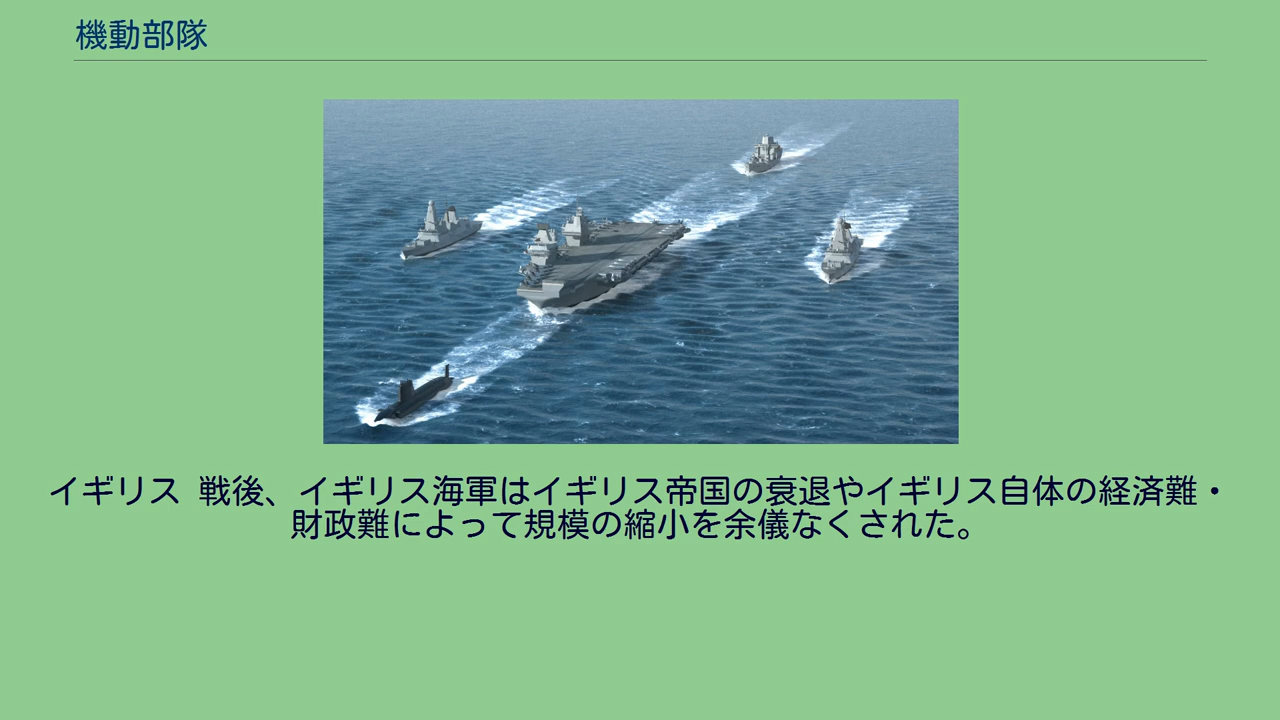 機動部隊
イギリス 戦後、イギリス海軍はイギリス帝国の衰退やイギリス自体の経済難・
財政難によって規模の縮小を余儀なくされた。